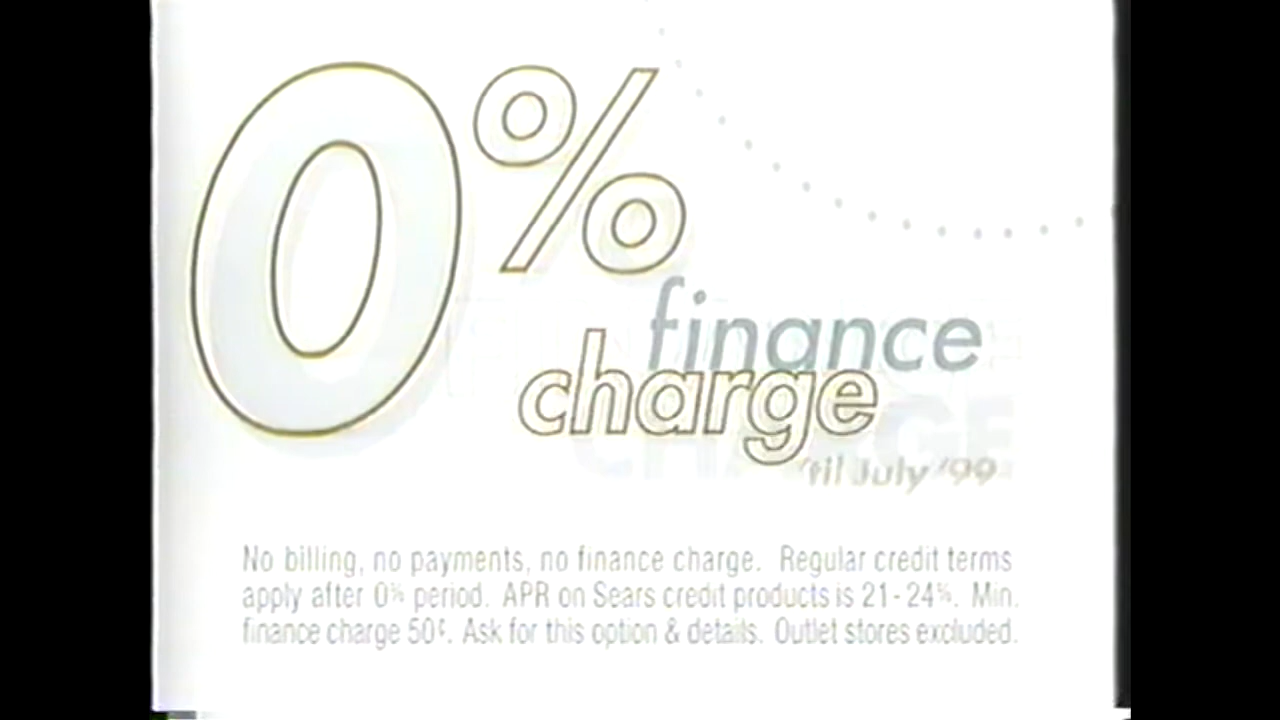 0%
finance
charge
'til July '99
No billing, no payments, no finance charge. Regular credit terms
apply after 0% period. APR on Sears credit products is 21-24%. Min.
finance charge 50¢. Ask for this option & details. Outlet stores excluded.